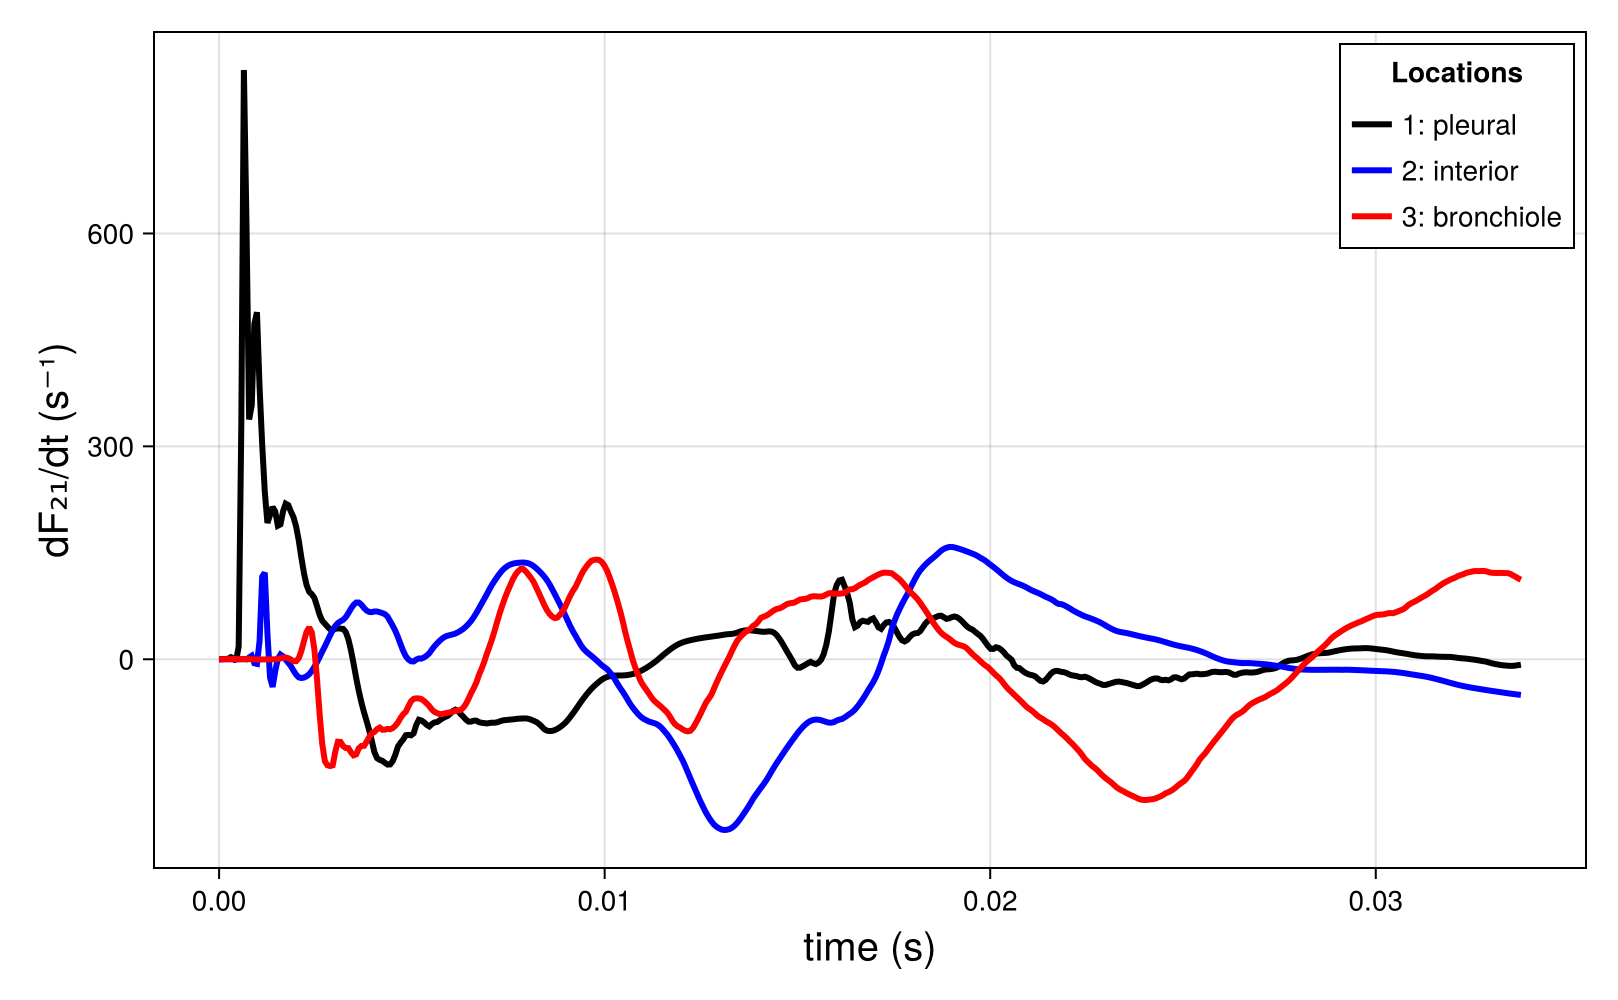 Locations
1: pleural
2: interior
3: bronchiole
600
300
0
dF₂₁/dt (s⁻¹)
0.00 0.01 0.02 0.03
time (s)